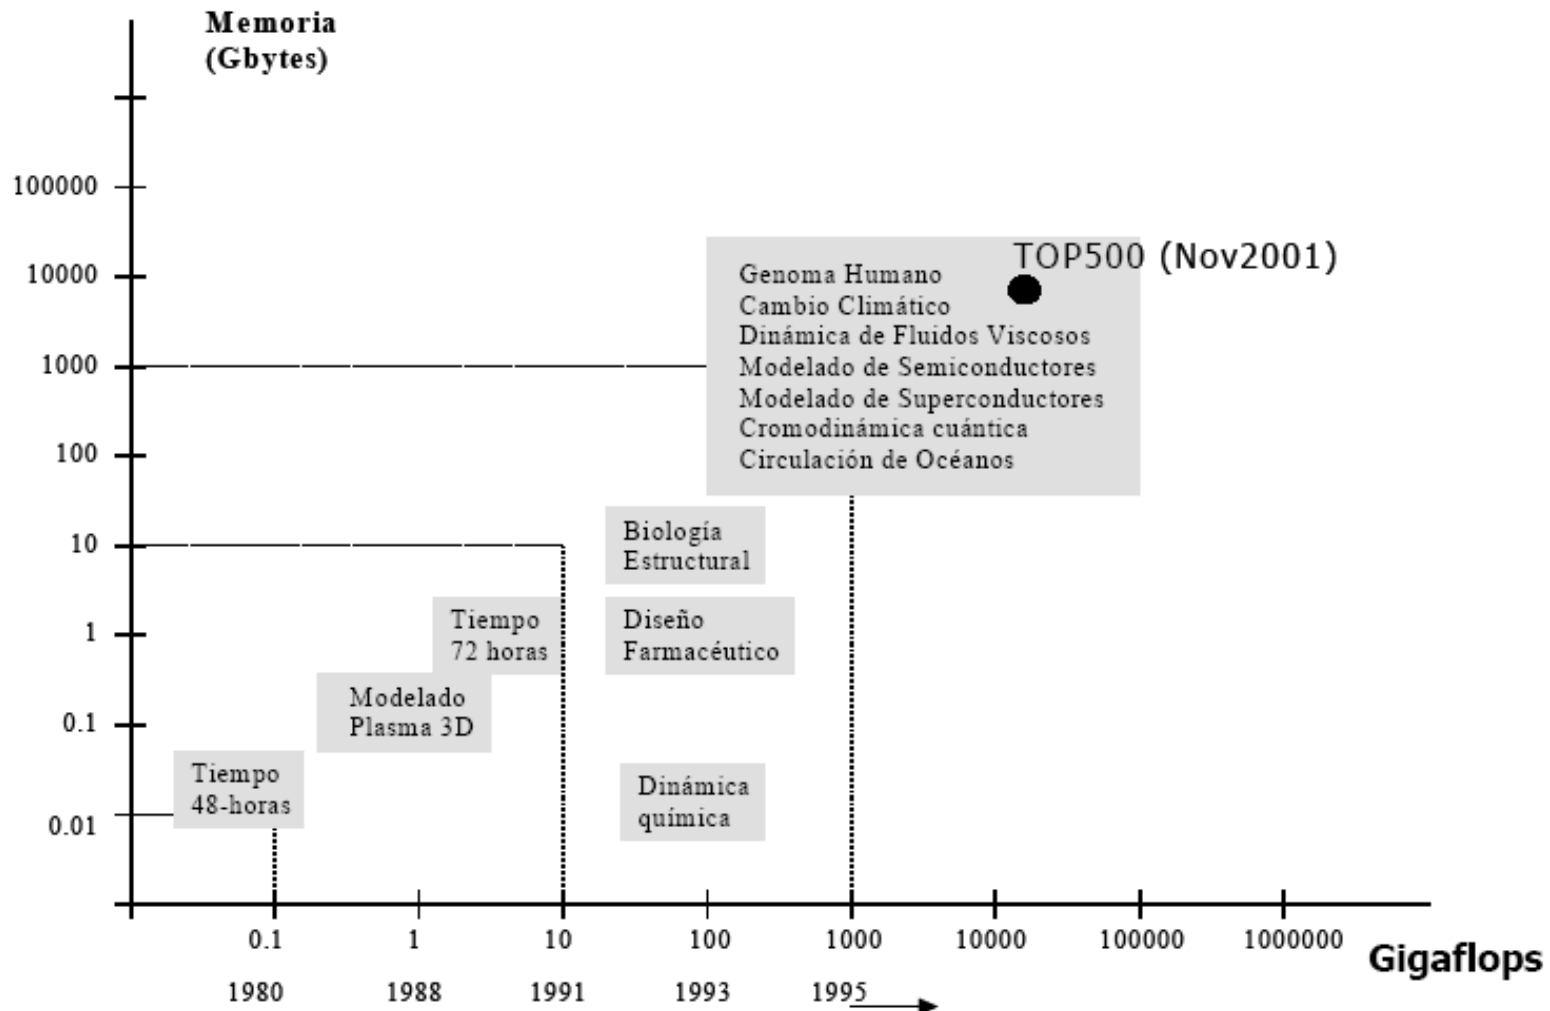 Memoria
(Gbytes)
100000
10000
1000
100
10
1
0.1
0.01
TOP500 (Nov2001)
Genoma Humano
Cambio Climático
Dinámica de Fluidos Viscosos
Modelado de Semiconductores
Modelado de Superconductores
Cromodinámica cuántica
Circulación de Océanos
Biología
Estructural
Tiempo
72 horas
Diseño
Farmacéutico
Modelado
Plasma 3D
Tiempo
48-horas
Dinámica
química
0.1 1 10 100 1000 10000 100000 1000000
Gigaflops
1980 1988 1991 1993 1995